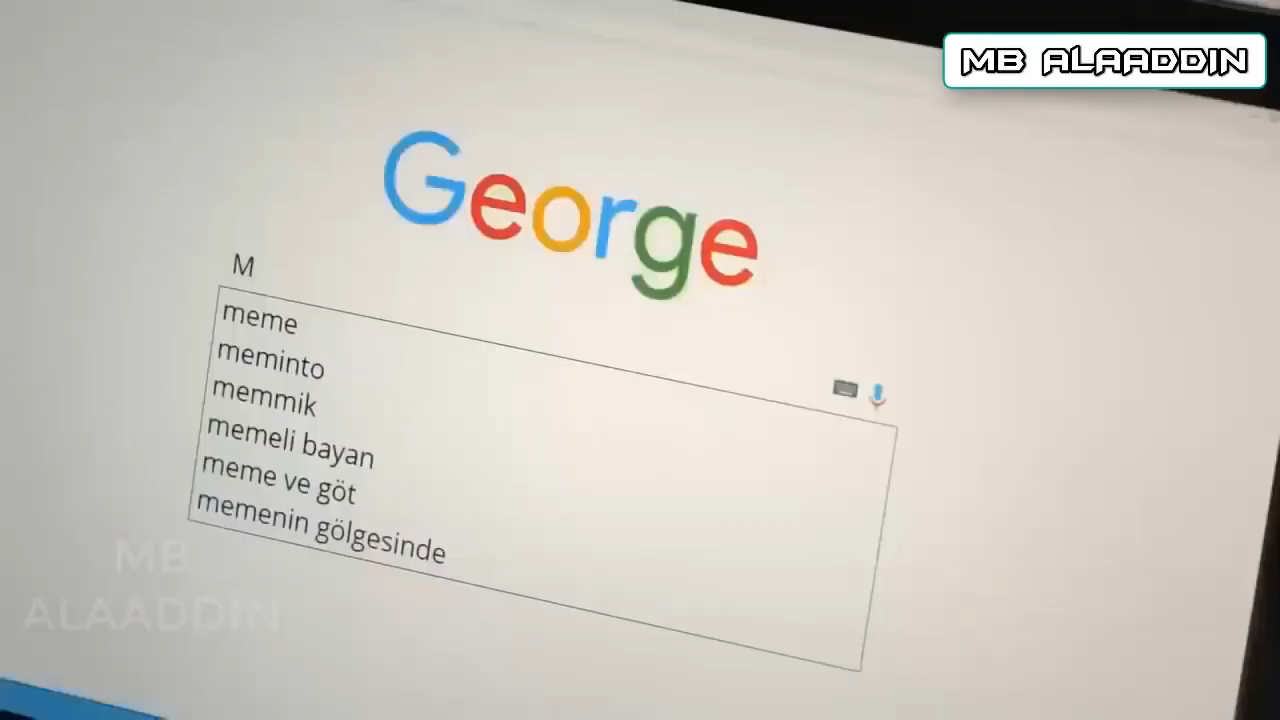 MB ALAADDIN
George
M
meme
meminto
memmik
memeli bayan
meme ve göt
memenin gölgesinde
MB
ALAADDIN